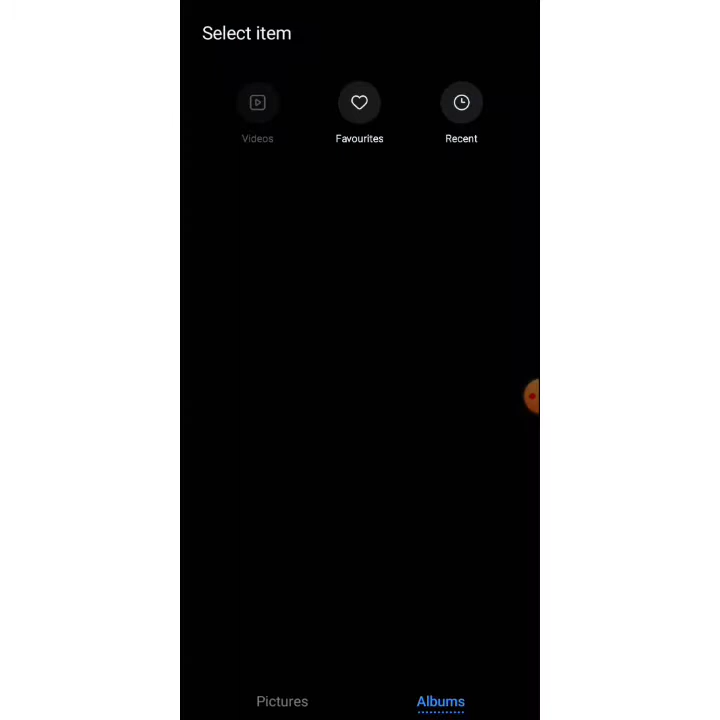 Select item
Videos
Favourites
Recent
Pictures
Albums